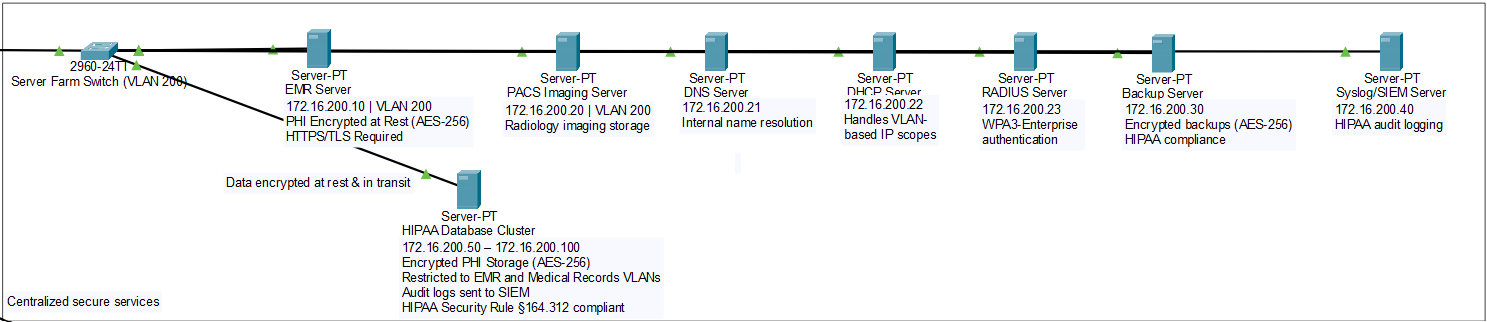 2960-24TT
Server Farm Switch (VLAN 200)
Server-PT
EMR Server
172.16.200.10 | VLAN 200
PHI Encrypted at Rest (AES-256)
HTTPS/TLS Required
Server-PT
PACS Imaging Server
172.16.200.20 | VLAN 200
Radiology imaging storage
Server-PT
DNS Server
172.16.200.21
Internal name resolution
Server-PT
DHCP Server
172.16.200.22
Handles VLAN-
based IP scopes
Server-PT
RADIUS Server
172.16.200.23
WPA3-Enterprise
authentication
Server-PT
Backup Server
172.16.200.30
Encrypted backups (AES-256)
HIPAA compliance
Server-PT
Syslog/SIEM Server
172.16.200.40
HIPAA audit logging
Data encrypted at rest & in transit
Server-PT
HIPAA Database Cluster
172.16.200.50 – 172.16.200.100
Encrypted PHI Storage (AES-256)
Restricted to EMR and Medical Records VLANs
Audit logs sent to SIEM
HIPAA Security Rule §164.312 compliant
Centralized secure services